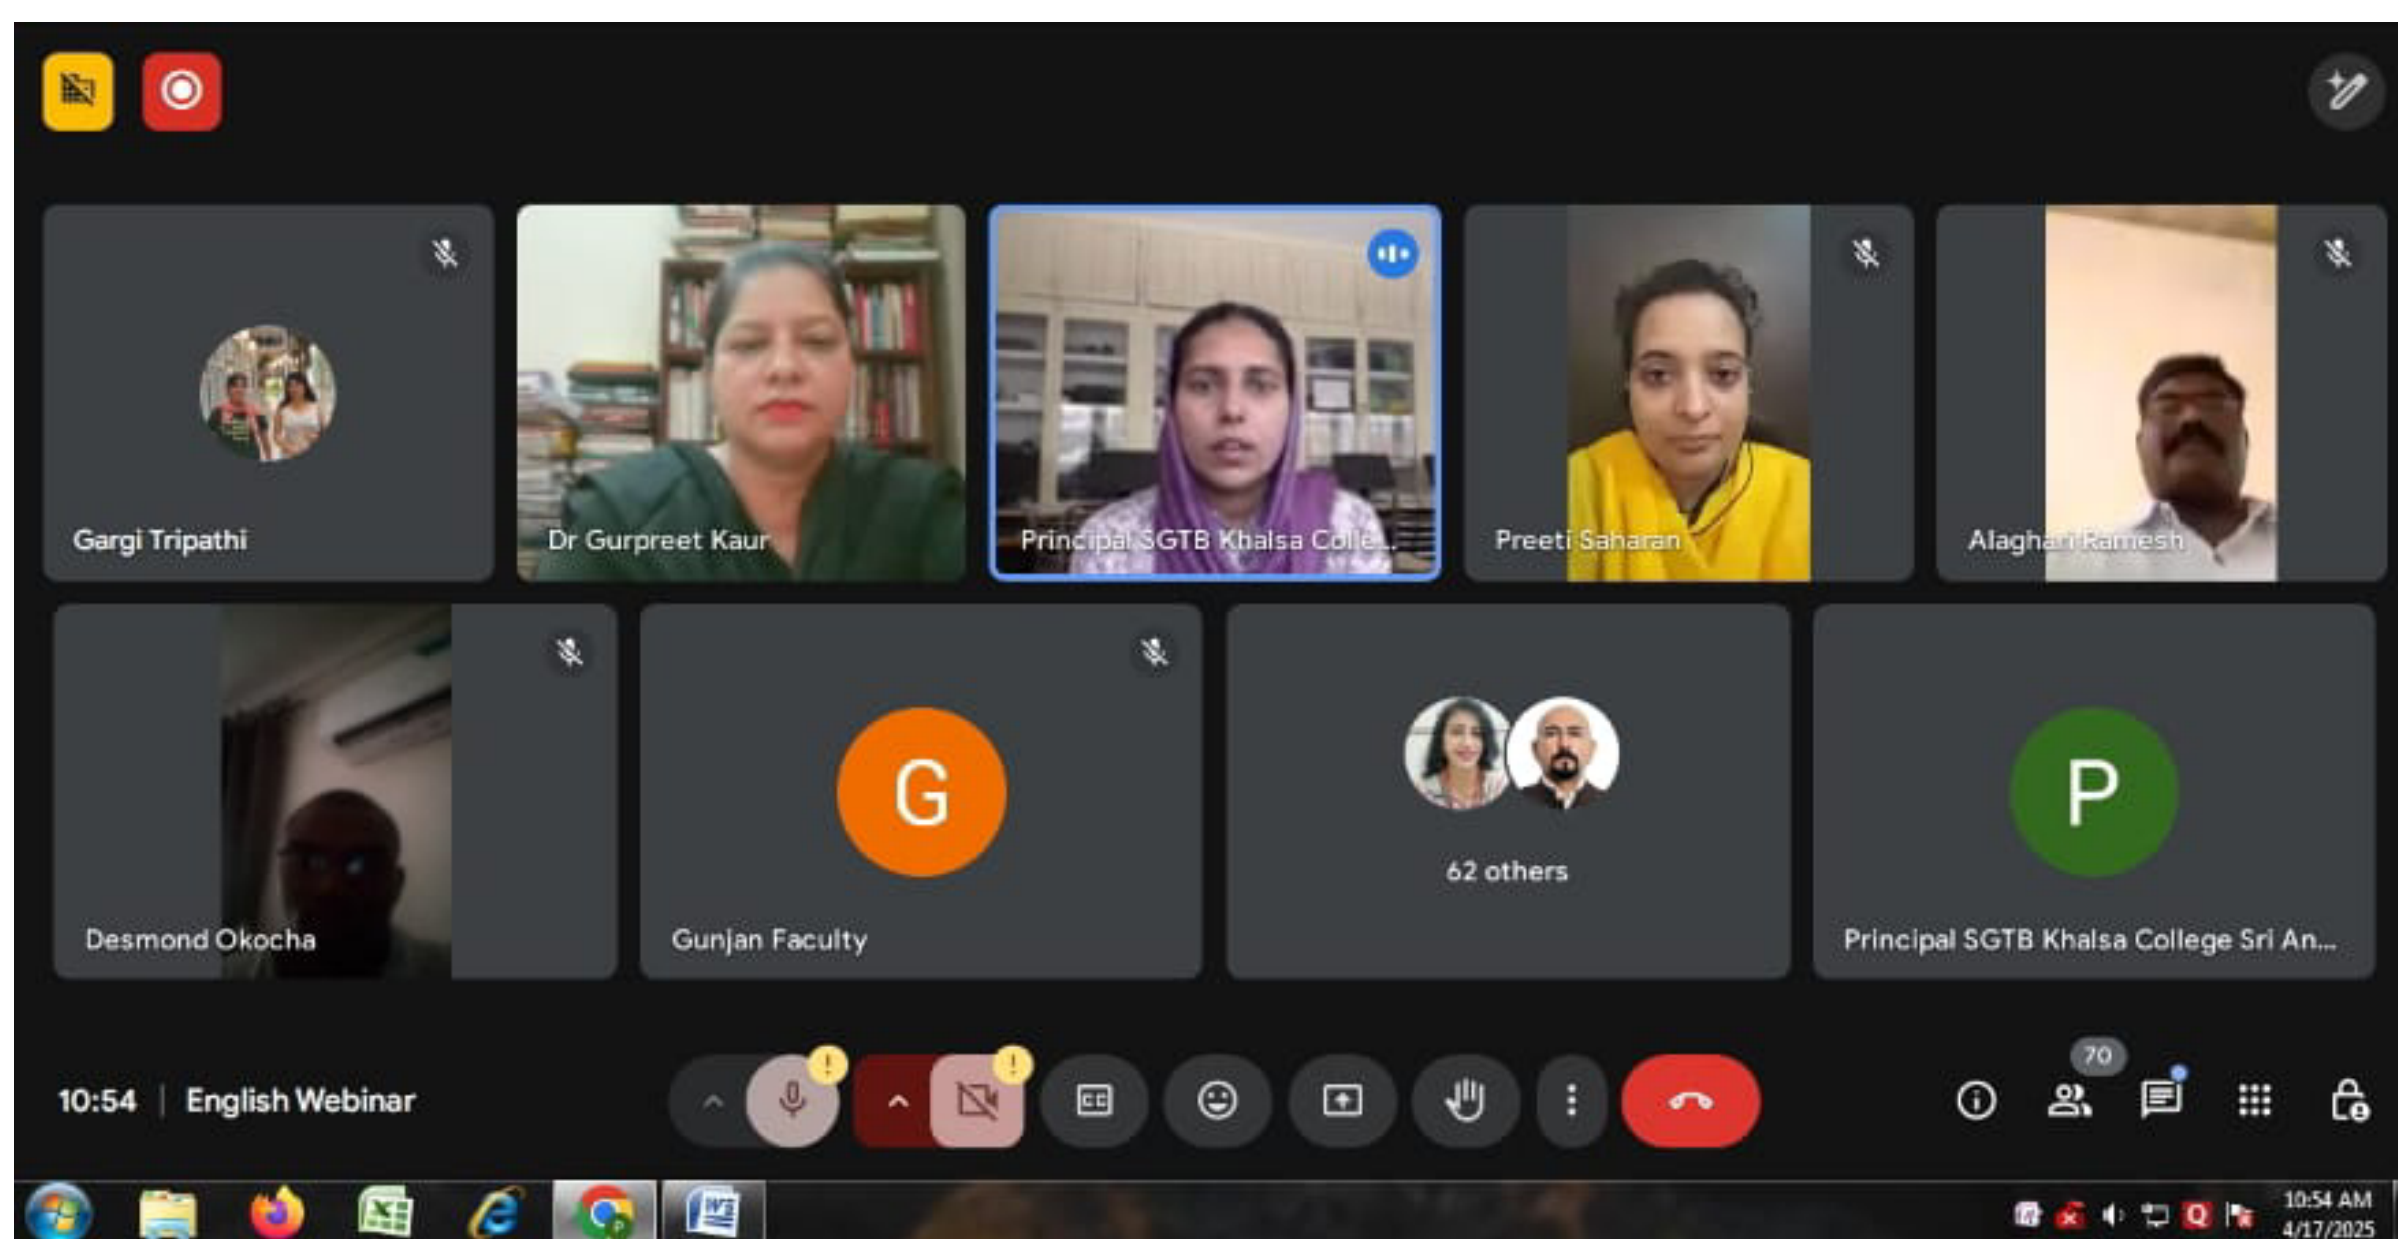 Gargi Tripathi
Dr Gurpreet Kaur
Principal SGTB Khalsa Colle...
Preeti Saharan
Alaghari Ramesh
Desmond Okocha
G
Gunjan Faculty
62 others
P
Principal SGTB Khalsa College Sri An...
10:54 | English Webinar
CC
70
10:54 AM
4/17/2025